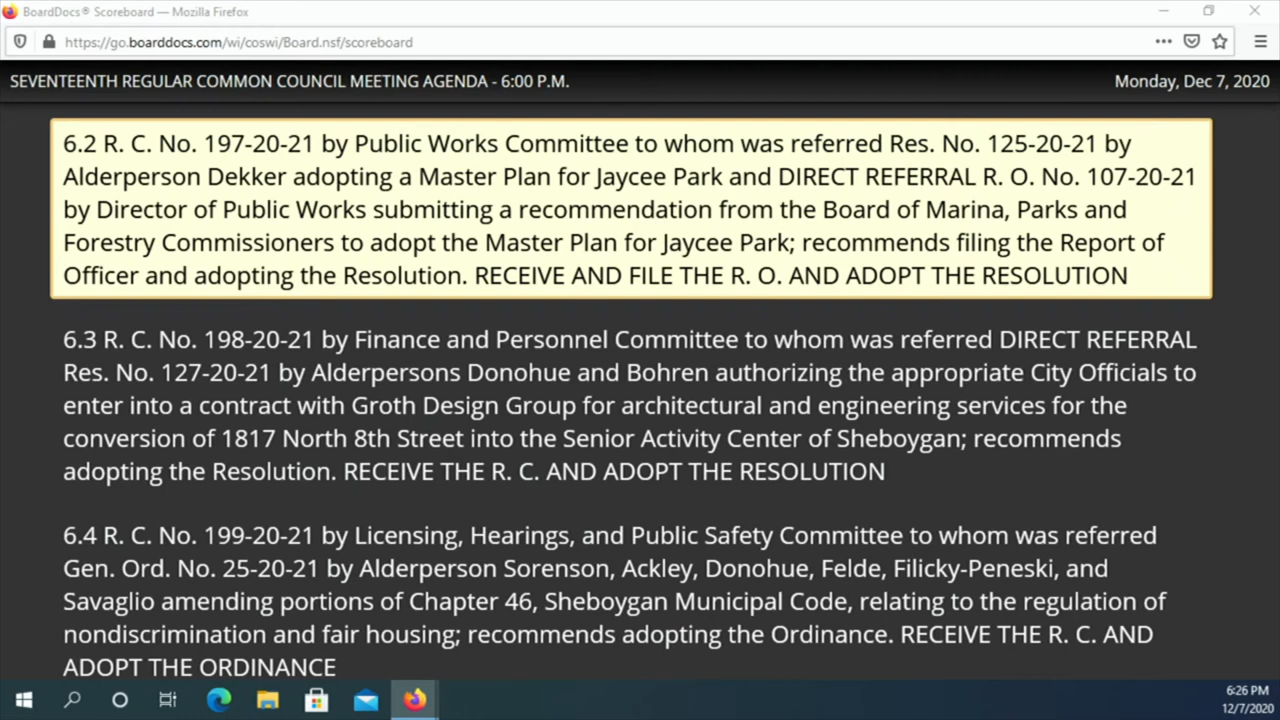 BoardDocs® Scoreboard — Mozilla Firefox
https://go.boarddocs.com/wi/coswi/Board.nsf/scoreboard
SEVENTEENTH REGULAR COMMON COUNCIL MEETING AGENDA - 6:00 P.M.
Monday, Dec 7, 2020
6.2 R. C. No. 197-20-21 by Public Works Committee to whom was referred Res. No. 125-20-21 by
Alderperson Dekker adopting a Master Plan for Jaycee Park and DIRECT REFERRAL R. O. No. 107-20-21
by Director of Public Works submitting a recommendation from the Board of Marina, Parks and
Forestry Commissioners to adopt the Master Plan for Jaycee Park; recommends filing the Report of
Officer and adopting the Resolution. RECEIVE AND FILE THE R. O. AND ADOPT THE RESOLUTION
6.3 R. C. No. 198-20-21 by Finance and Personnel Committee to whom was referred DIRECT REFERRAL
Res. No. 127-20-21 by Alderpersons Donohue and Bohren authorizing the appropriate City Officials to
enter into a contract with Groth Design Group for architectural and engineering services for the
conversion of 1817 North 8th Street into the Senior Activity Center of Sheboygan; recommends
adopting the Resolution. RECEIVE THE R. C. AND ADOPT THE RESOLUTION
6.4 R. C. No. 199-20-21 by Licensing, Hearings, and Public Safety Committee to whom was referred
Gen. Ord. No. 25-20-21 by Alderperson Sorenson, Ackley, Donohue, Felde, Filicky-Peneski, and
Savaglio amending portions of Chapter 46, Sheboygan Municipal Code, relating to the regulation of
nondiscrimination and fair housing; recommends adopting the Ordinance. RECEIVE THE R. C. AND
ADOPT THE ORDINANCE
6:26 PM
12/7/2020